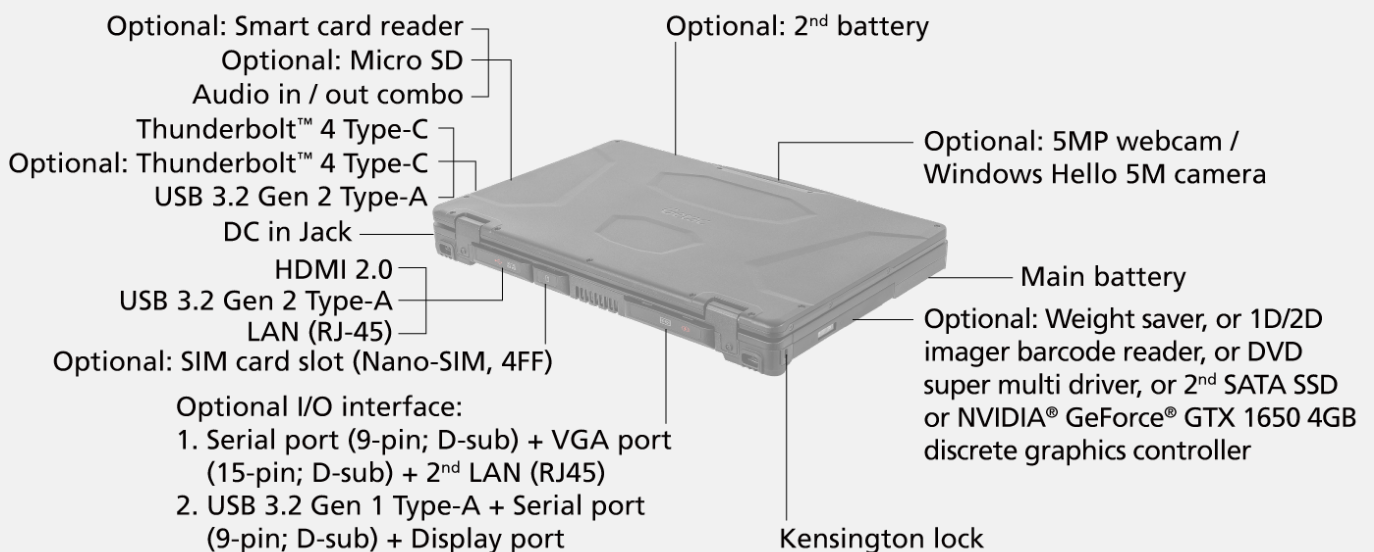 Optional: Smart card reader
Optional: Micro SD
Audio in / out combo
Thunderbolt™ 4 Type-C
Optional: Thunderbolt™ 4 Type-C
USB 3.2 Gen 2 Type-A
DC in Jack
HDMI 2.0
USB 3.2 Gen 2 Type-A
LAN (RJ-45)
Optional: SIM card slot (Nano-SIM, 4FF)
Optional I/O interface:
1. Serial port (9-pin; D-sub) + VGA port
(15-pin; D-sub) + 2nd LAN (RJ45)
2. USB 3.2 Gen 1 Type-A + Serial port
(9-pin; D-sub) + Display port
Optional: 2nd battery
Optional: 5MP webcam /
Windows Hello 5M camera
Main battery
Optional: Weight saver, or 1D/2D
imager barcode reader, or DVD
super multi driver, or 2nd SATA SSD
or NVIDIA® GeForce® GTX 1650 4GB
discrete graphics controller
Kensington lock
Getac